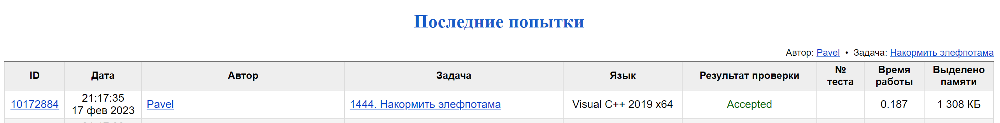 Последние попытки
Автор: Pavel • Задача: Накормить элефпотама
ID Дата Автор Задача Язык Результат проверки № теста Время работы Выделено памяти
10172884 21:17:35 17 фев 2023 Pavel 1444. Накормить элефпотама Visual C++ 2019 x64 Accepted 0.187 1 308 КБ